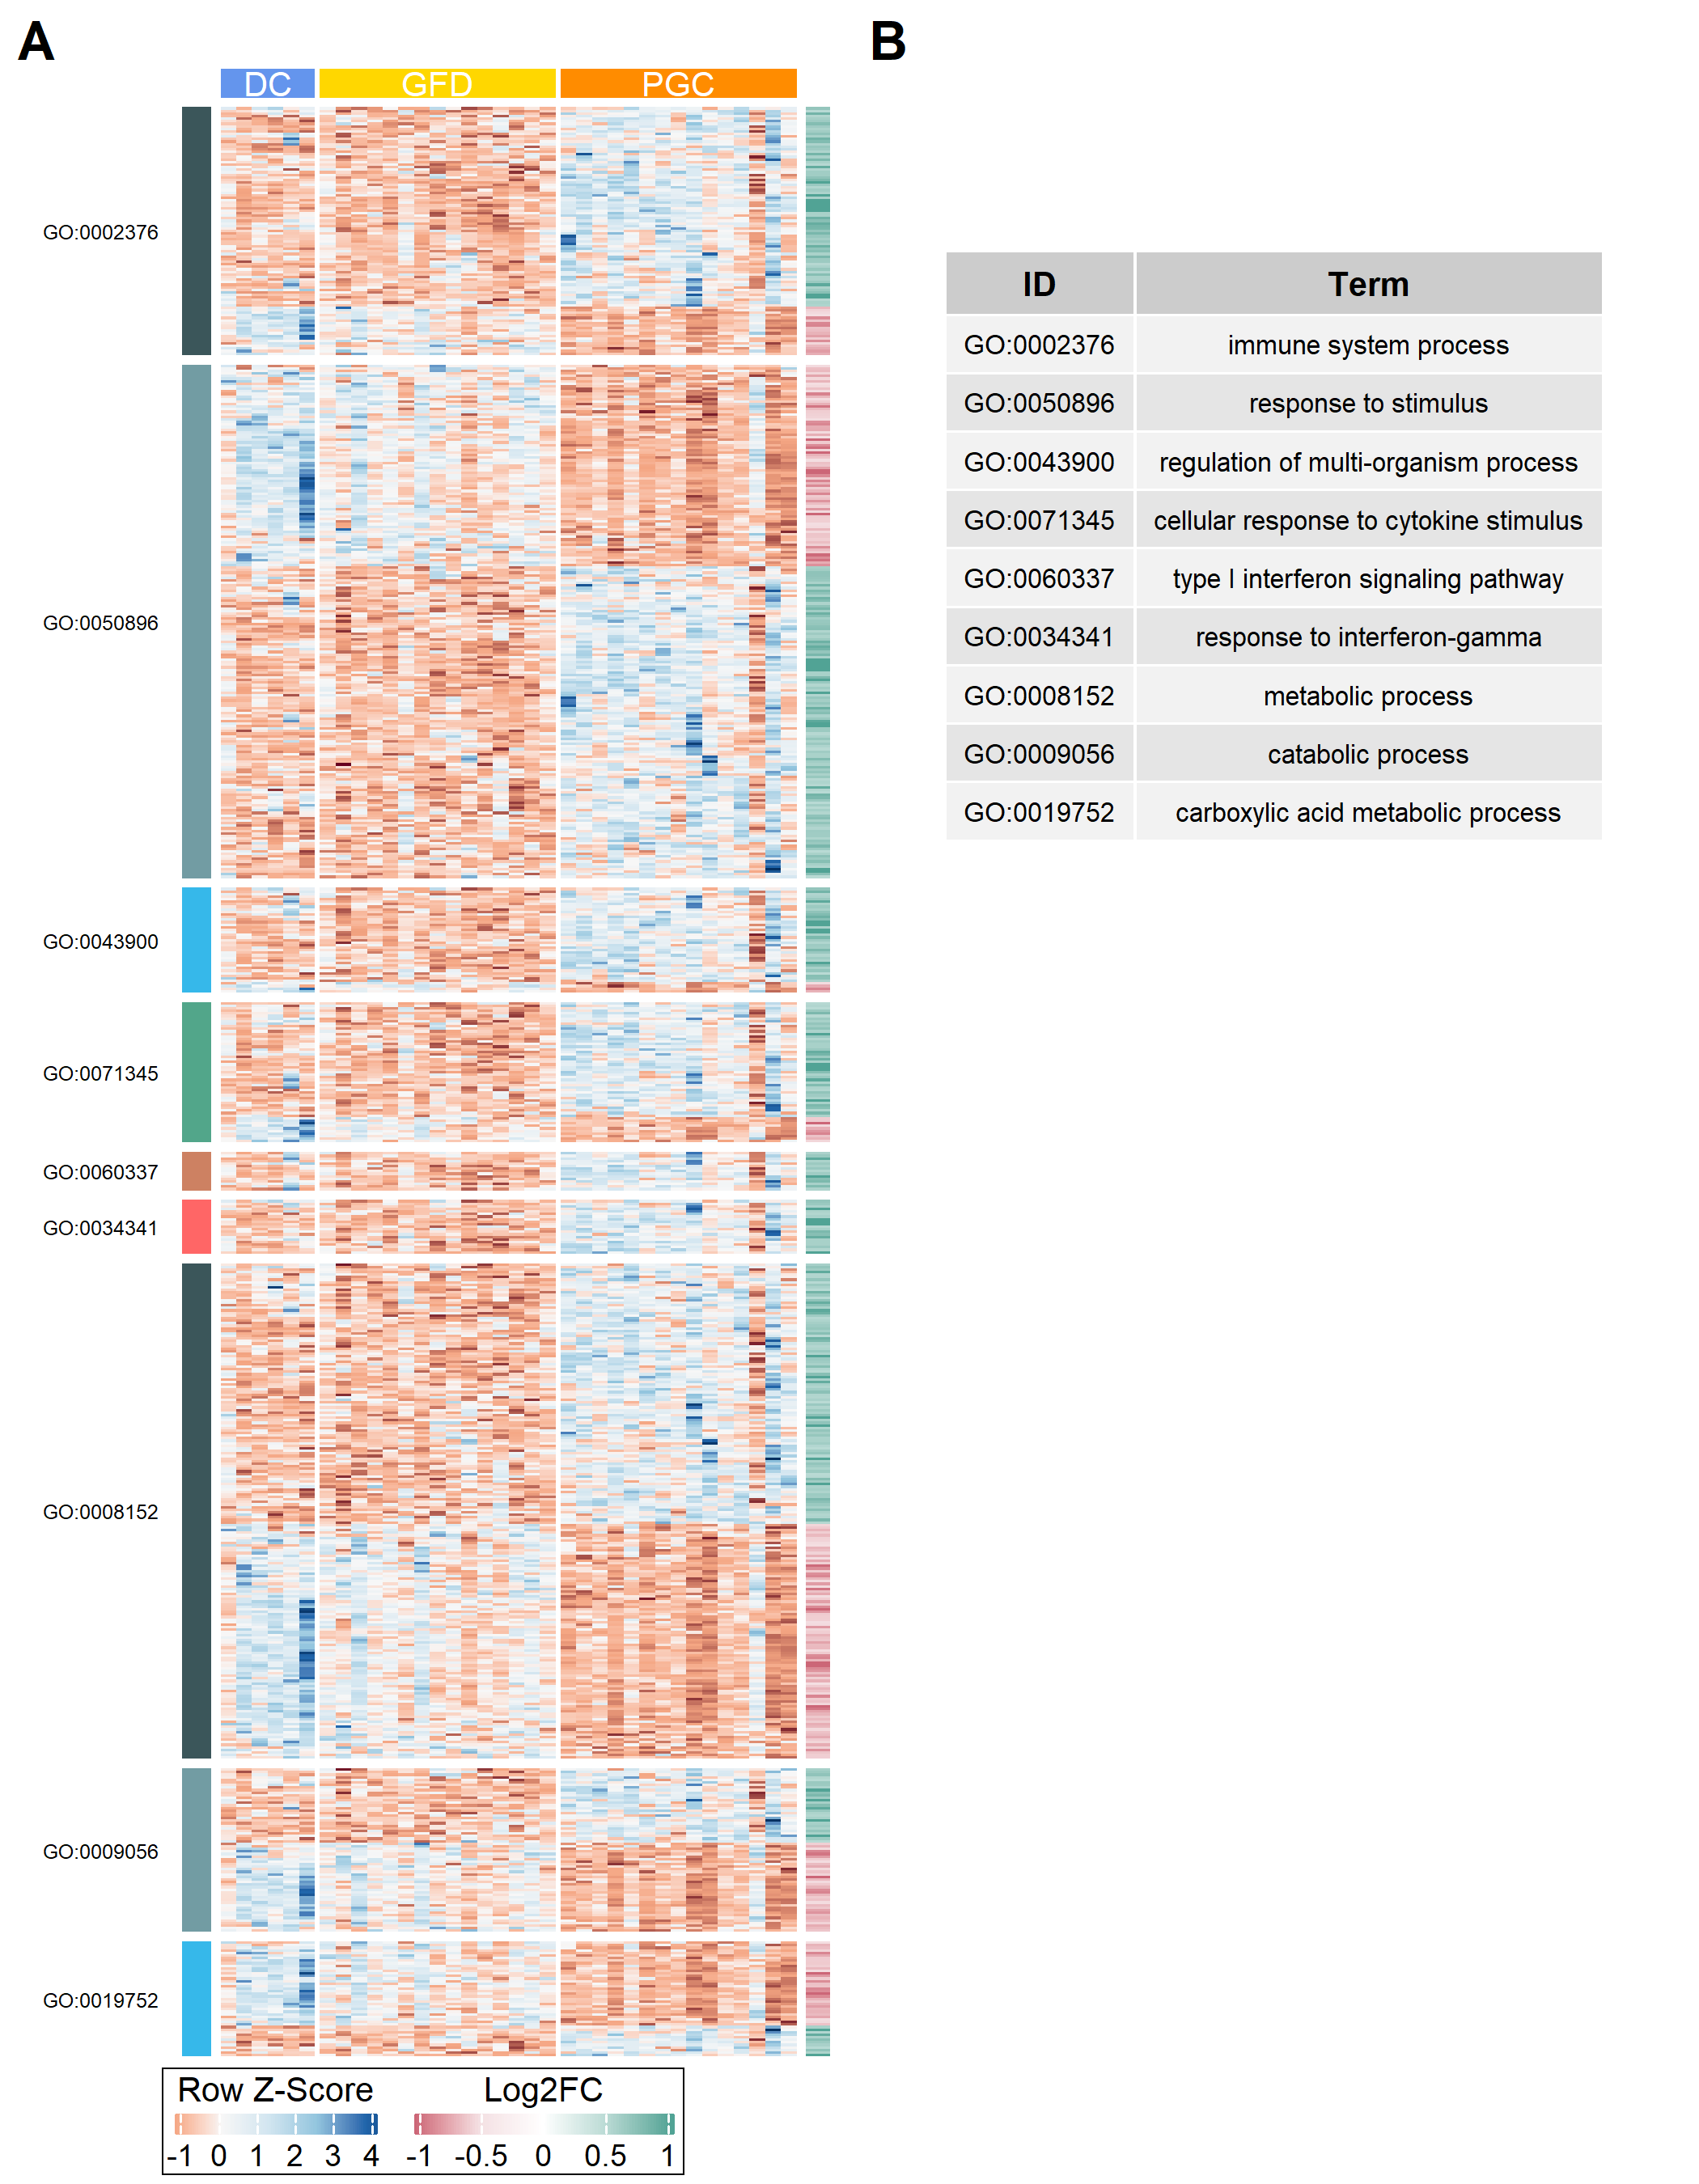 A
B
DC GFD PGC
GO:0002376
GO:0050896
GO:0043900
GO:0071345
GO:0060337
GO:0034341
GO:0008152
GO:0009056
GO:0019752
Row Z-Score
-1 0 1 2 3 4
Log2FC
-1 -0.5 0 0.5 1
ID Term
GO:0002376 immune system process
GO:0050896 response to stimulus
GO:0043900 regulation of multi-organism process
GO:0071345 cellular response to cytokine stimulus
GO:0060337 type I interferon signaling pathway
GO:0034341 response to interferon-gamma
GO:0008152 metabolic process
GO:0009056 catabolic process
GO:0019752 carboxylic acid metabolic process